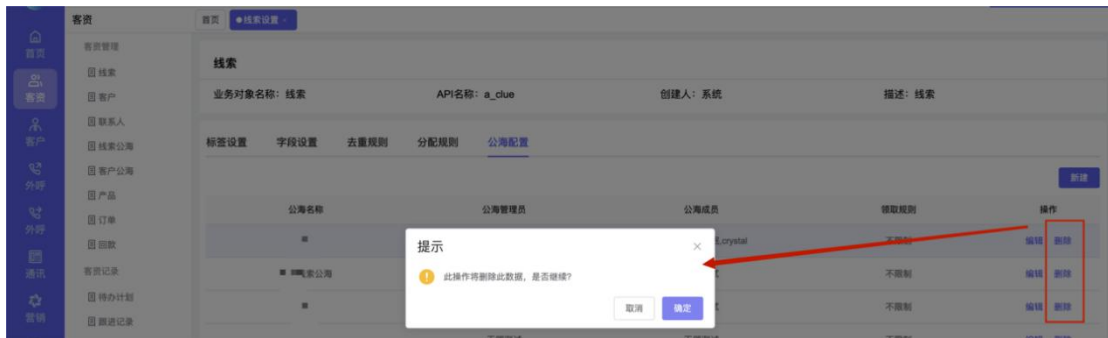 客资
首页
●线索设置 ×
首页
客资
客户
外呼
外呼
通讯
营销
客资管理
线索
客户
联系人
线索公海
客户公海
产品
订单
回款
客资记录
待办计划
跟进记录
线索
业务对象名称：线索
API名称：a_clue
创建人：系统
描述：线索
标签设置
字段设置
去重规则
分配规则
公海配置
新建
公海名称
公海管理员
公海成员
领取规则
操作
,crystal
不限制
编辑 删除
索公海
不限制
编辑 删除
不限制
编辑 删除
提示
×
此操作将删除此数据，是否继续？
取消
确定